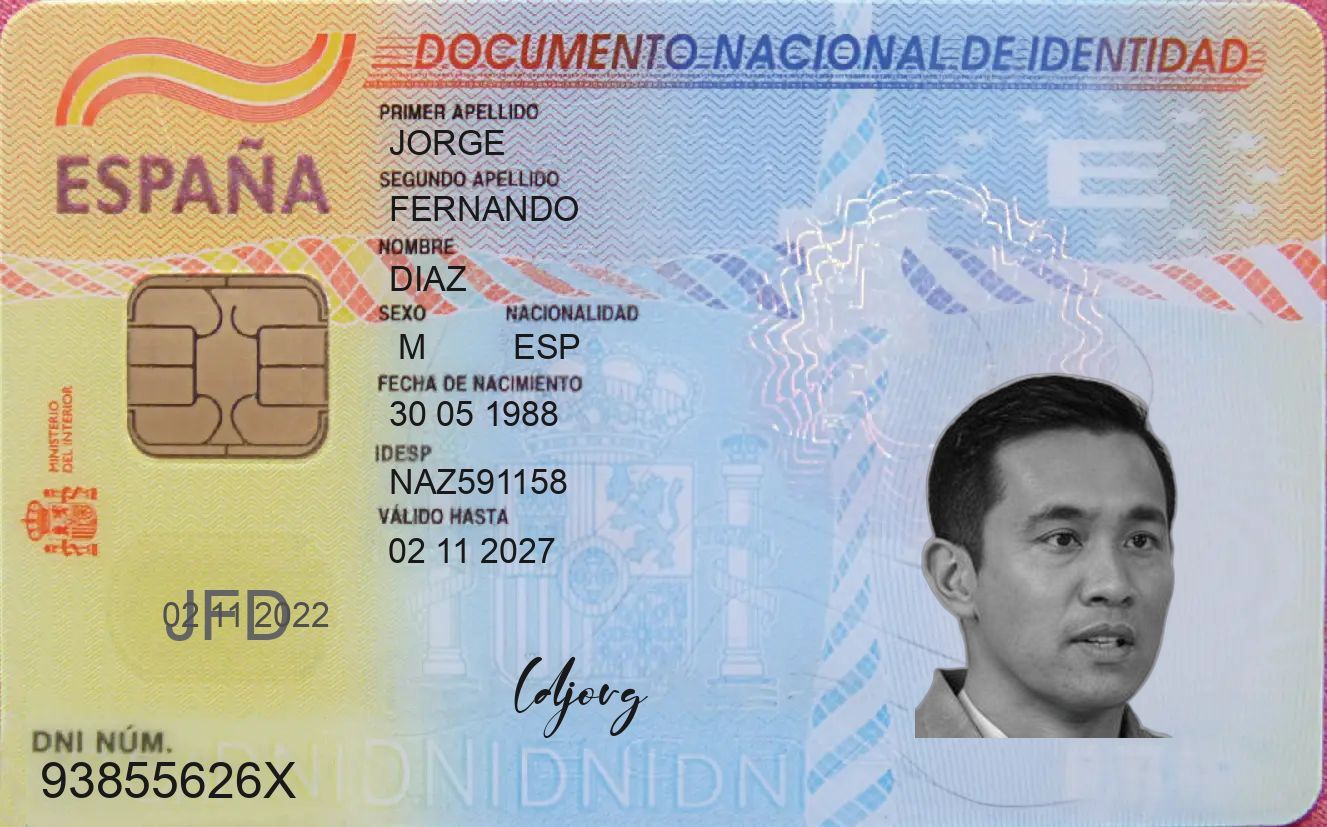 DOCUMENTO NACIONAL DE IDENTIDAD
ESPAÑA
PRIMER APELLIDO
JORGE
SEGUNDO APELLIDO
FERNANDO
NOMBRE
DIAZ
SEXO NACIONALIDAD
M ESP
FECHA DE NACIMIENTO
30 05 1988
IDESP
NAZ591158
VÁLIDO HASTA
02 11 2027
MINISTERIO
DEL INTERIOR
E
02 11 2022
JFD
Cdjorg
DNI NÚM.
93855626X
DNIDNIDNIDNI